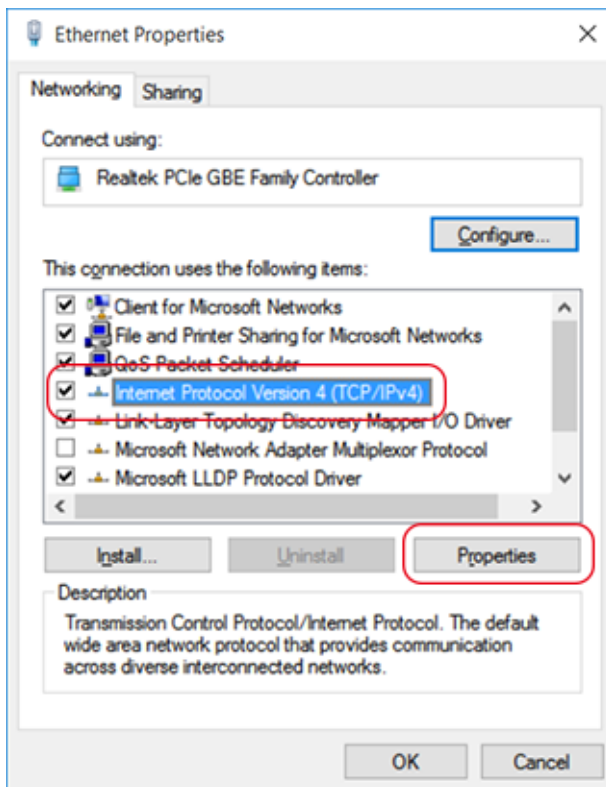 Ethernet Properties
Networking
Sharing
Connect using:
Realtek PCIe GBE Family Controller
Configure...
This connection uses the following items:
Client for Microsoft Networks
File and Printer Sharing for Microsoft Networks
QoS Packet Scheduler
Internet Protocol Version 4 (TCP/IPv4)
Link-Layer Topology Discovery Mapper I/O Driver
Microsoft Network Adapter Multiplexor Protocol
Microsoft LLDP Protocol Driver
Install...
Uninstall
Properties
Description
Transmission Control Protocol/Internet Protocol. The default
wide area network protocol that provides communication
across diverse interconnected networks.
OK
Cancel